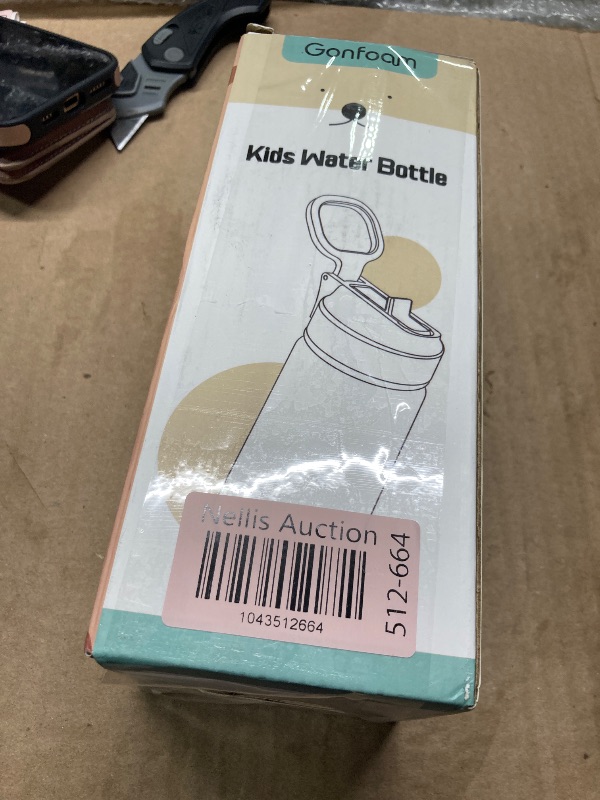 Gonfoam
Kids Water Bottle
Nellis Auction
1043512664
512-664